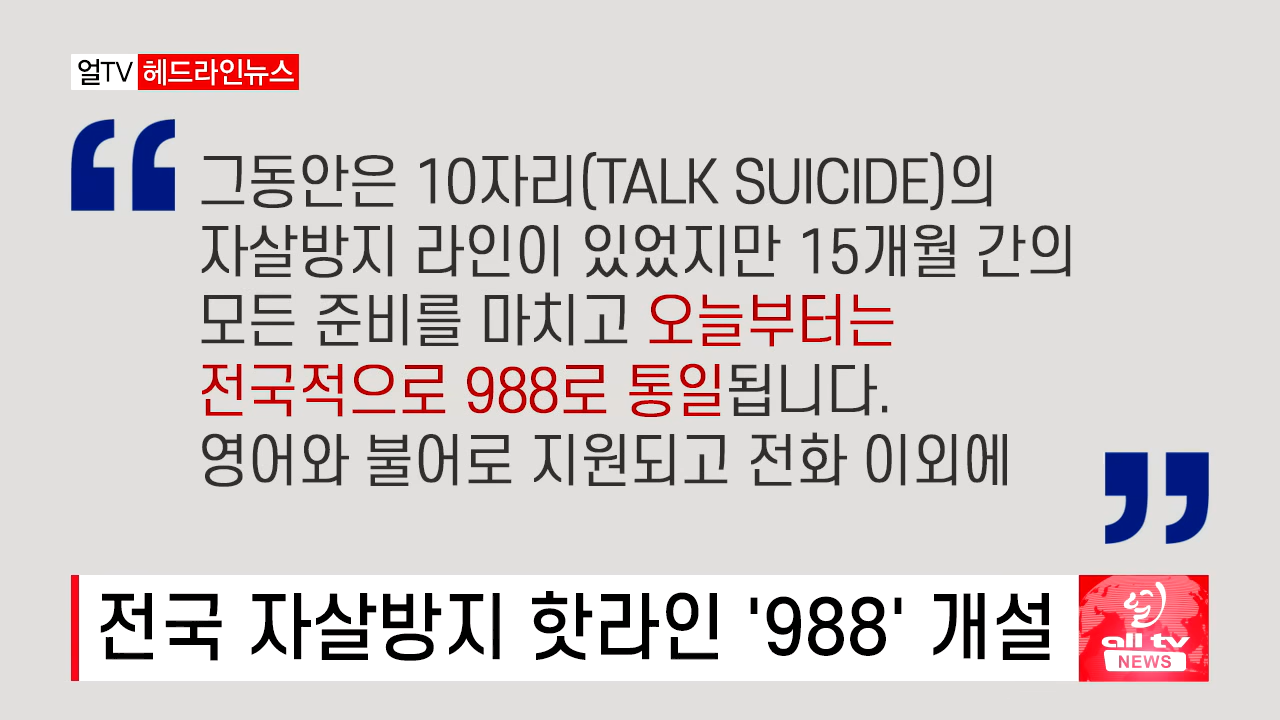 얼TV 헤드라인뉴스
그동안은 10자리(TALK SUICIDE)의
자살방지 라인이 있었지만 15개월 간의
모든 준비를 마치고 오늘부터는
전국적으로 988로 통일됩니다.
영어와 불어로 지원되고 전화 이외에
전국 자살방지 핫라인 '988' 개설
얼
all tv
NEWS